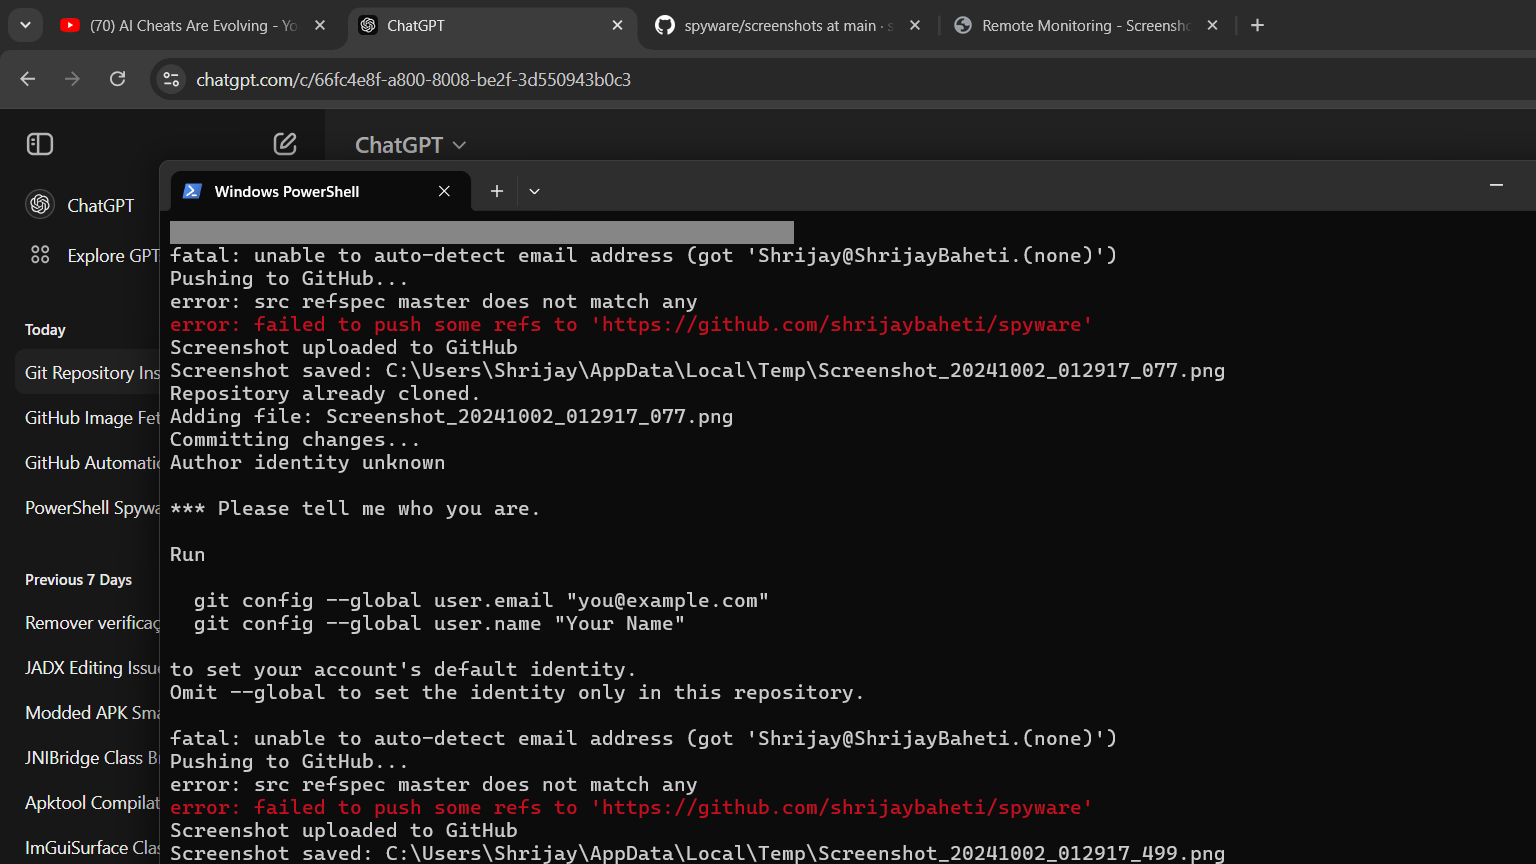 (70) AI Cheats Are Evolving - Yo
ChatGPT
spyware/screenshots at main · s
Remote Monitoring - Screensho
chatgpt.com/c/66fc4e8f-a800-8008-be2f-3d550943b0c3
ChatGPT
ChatGPT
Explore GPT
Today
Git Repository Ins
GitHub Image Fet
GitHub Automatic
PowerShell Spywa
Previous 7 Days
Remover verificaç
JADX Editing Issue
Modded APK Sma
JNIBridge Class Br
Apktool Compilat
ImGuiSurface Clas
Windows PowerShell
fatal: unable to auto-detect email address (got 'Shrijay@ShrijayBaheti.(none)')
Pushing to GitHub...
error: src refspec master does not match any
error: failed to push some refs to 'https://github.com/shrijaybaheti/spyware'
Screenshot uploaded to GitHub
Screenshot saved: C:\Users\Shrijay\AppData\Local\Temp\Screenshot_20241002_012917_077.png
Repository already cloned.
Adding file: Screenshot_20241002_012917_077.png
Committing changes...
Author identity unknown
*** Please tell me who you are.
Run
git config --global user.email "you@example.com"
git config --global user.name "Your Name"
to set your account's default identity.
Omit --global to set the identity only in this repository.
fatal: unable to auto-detect email address (got 'Shrijay@ShrijayBaheti.(none)')
Pushing to GitHub...
error: src refspec master does not match any
error: failed to push some refs to 'https://github.com/shrijaybaheti/spyware'
Screenshot uploaded to GitHub
Screenshot saved: C:\Users\Shrijay\AppData\Local\Temp\Screenshot_20241002_012917_499.png